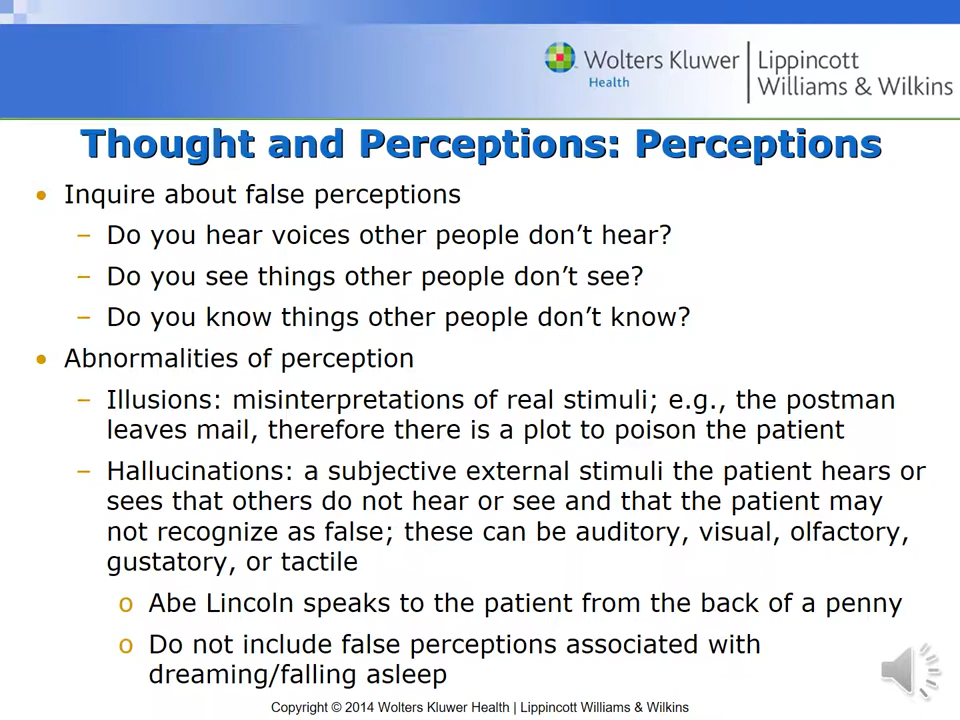 Wolters Kluwer
Health
Lippincott
Williams & Wilkins
Thought and Perceptions: Perceptions
• Inquire about false perceptions
– Do you hear voices other people don’t hear?
– Do you see things other people don’t see?
– Do you know things other people don’t know?
• Abnormalities of perception
– Illusions: misinterpretations of real stimuli; e.g., the postman
leaves mail, therefore there is a plot to poison the patient
– Hallucinations: a subjective external stimuli the patient hears or
sees that others do not hear or see and that the patient may
not recognize as false; these can be auditory, visual, olfactory,
gustatory, or tactile
o Abe Lincoln speaks to the patient from the back of a penny
o Do not include false perceptions associated with
dreaming/falling asleep
Copyright © 2014 Wolters Kluwer Health | Lippincott Williams & Wilkins